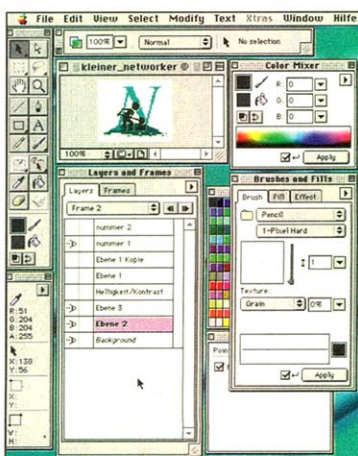 File Edit View Select Modify Text Xtras Window Hilfe
100% Normal No selection
kleiner_networker
100%
Color Mixer
R: 0
G: 0
B: 0
Apply
Layers and Frames
Layers Frames
Frame 2
nummer 2
nummer 1
Ebene 1 Kopie
Ebene 1
Helligkeit/Kontrast
Ebene 3
Ebene 2
Background
Brushes and Fills
Brush Fill Effect
Pencil
1-Pixel Hard
1
Texture:
Grain 0%
Apply
R:51
G:204
B:204
A:255
X:138
Y:56
X:
Y:
W:
H: